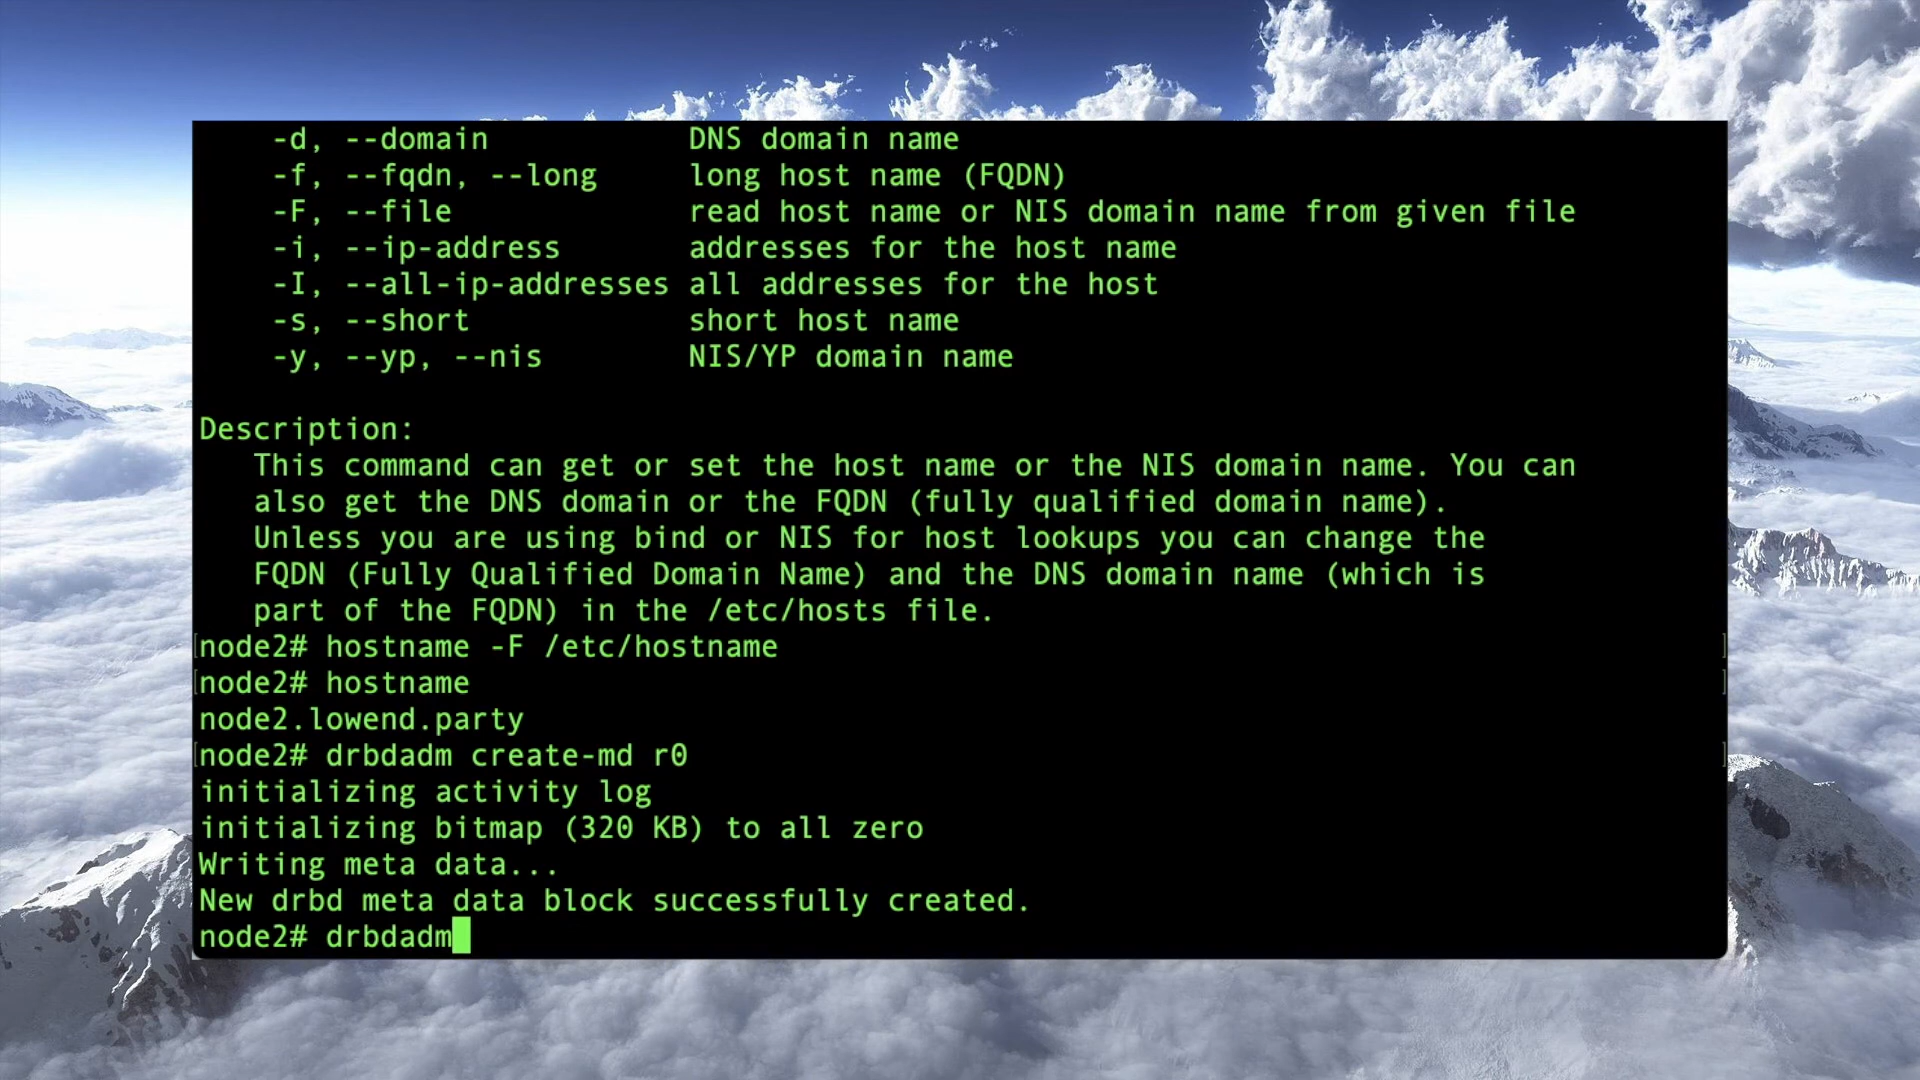 -d, --domain DNS domain name
-f, --fqdn, --long long host name (FQDN)
-F, --file read host name or NIS domain name from given file
-i, --ip-address addresses for the host name
-I, --all-ip-addresses all addresses for the host
-s, --short short host name
-y, --yp, --nis NIS/YP domain name
Description:
This command can get or set the host name or the NIS domain name. You can
also get the DNS domain or the FQDN (fully qualified domain name).
Unless you are using bind or NIS for host lookups you can change the
FQDN (Fully Qualified Domain Name) and the DNS domain name (which is
part of the FQDN) in the /etc/hosts file.
[node2# hostname -F /etc/hostname ]
[node2# hostname ]
node2.lowend.party
[node2# drbdadm create-md r0 ]
initializing activity log
initializing bitmap (320 KB) to all zero
Writing meta data...
New drbd meta data block successfully created.
node2# drbdadm